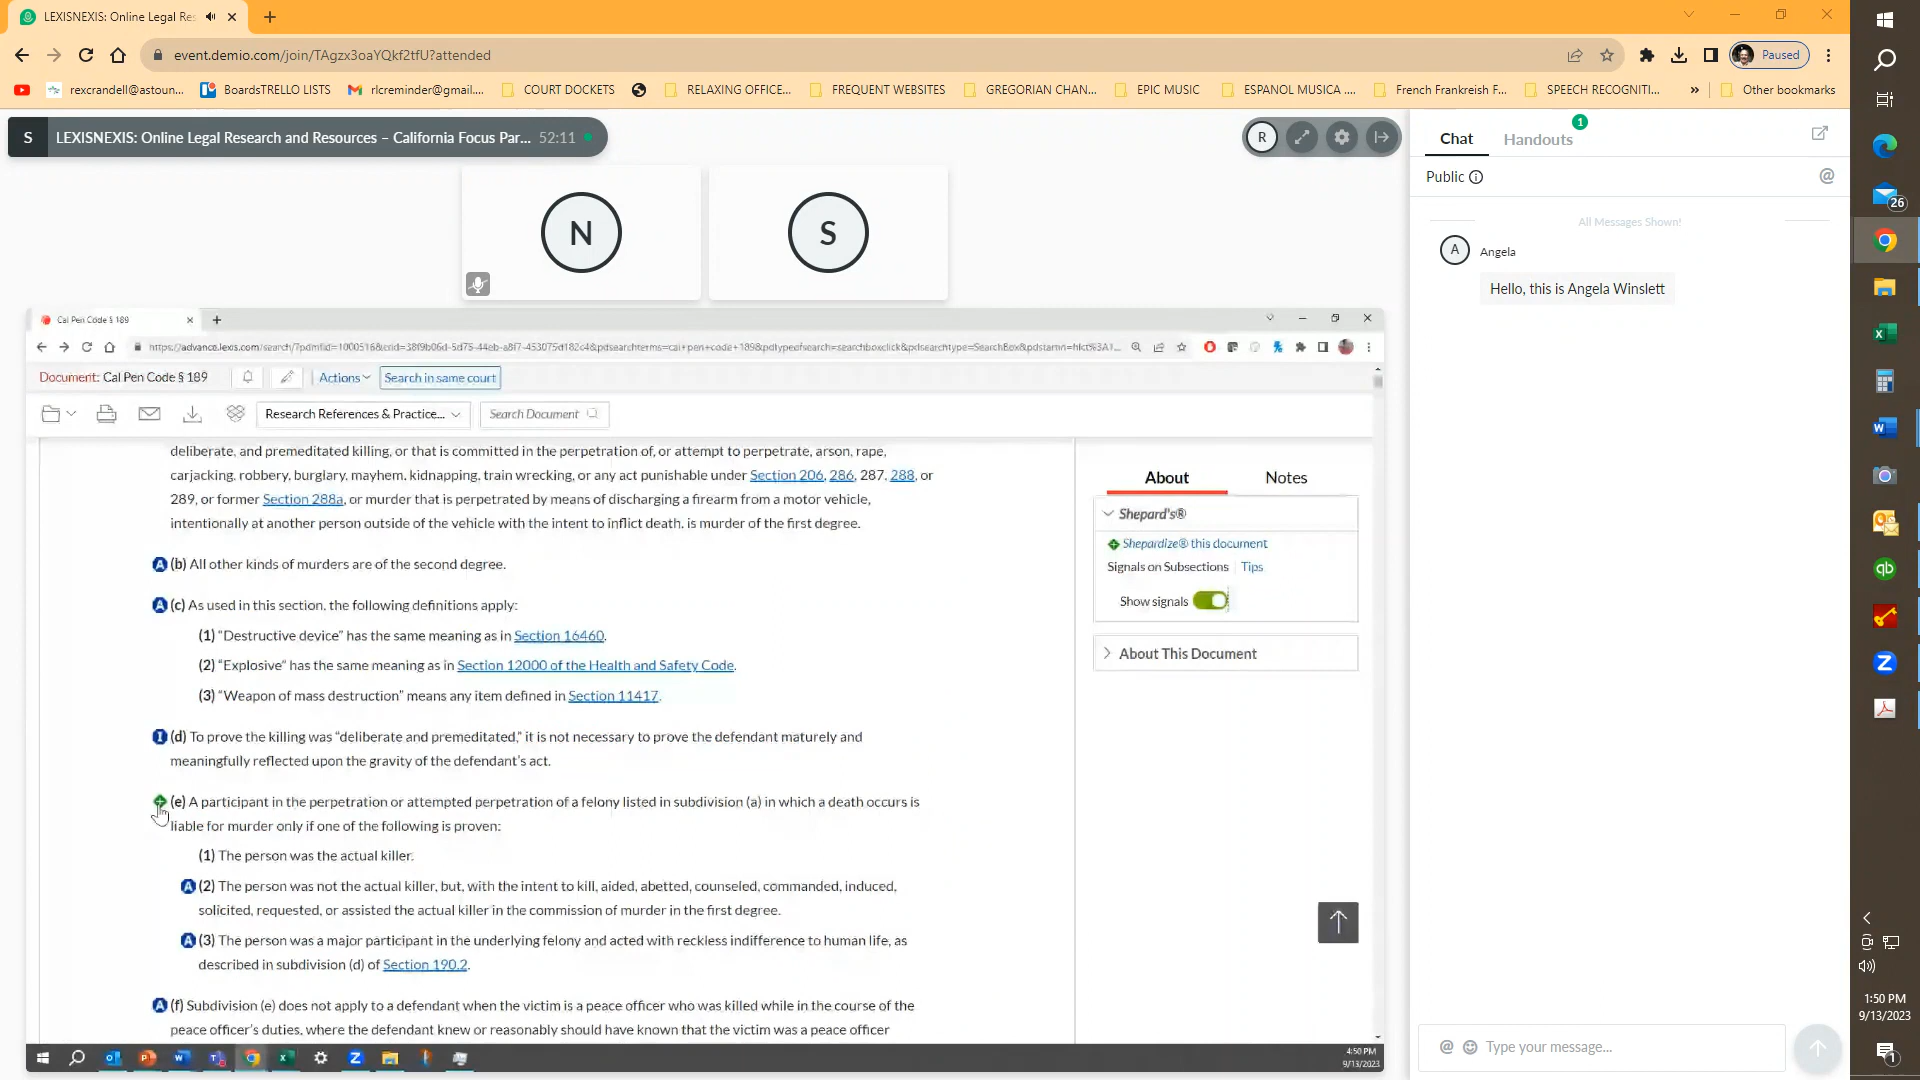 LEXISNEXIS: Online Legal Res
event.demio.com/join/TAgzx3oaYQkf2tfU?attended
Paused
rexcrandell@astoun...
BoardsTRELLO LISTS
rlcreminder@gmail....
COURT DOCKETS
RELAXING OFFICE...
FREQUENT WEBSITES
GREGORIAN CHAN...
EPIC MUSIC
ESPANOL MUSICA ....
French Frankreish F...
SPEECH RECOGNITI...
»
Other bookmarks
S
LEXISNEXIS: Online Legal Research and Resources – California Focus Par...
52:11
R
N
S
Cal Pen Code § 189
Document: Cal Pen Code § 189
Actions
Search in same court
Research References & Practice...
Search Document
deliberate, and premeditated killing, or that is committed in the perpetration of, or attempt to perpetrate, arson, rape,
carjacking, robbery, burglary, mayhem, kidnapping, train wrecking, or any act punishable under Section 206, 286, 287, 288, or
289, or former Section 288a, or murder that is perpetrated by means of discharging a firearm from a motor vehicle,
intentionally at another person outside of the vehicle with the intent to inflict death, is murder of the first degree.
A (b) All other kinds of murders are of the second degree.
A (c) As used in this section, the following definitions apply:
(1) “Destructive device” has the same meaning as in Section 16460.
(2) “Explosive” has the same meaning as in Section 12000 of the Health and Safety Code.
(3) “Weapon of mass destruction” means any item defined in Section 11417.
I (d) To prove the killing was “deliberate and premeditated,” it is not necessary to prove the defendant maturely and
meaningfully reflected upon the gravity of the defendant’s act.
(e) A participant in the perpetration or attempted perpetration of a felony listed in subdivision (a) in which a death occurs is
liable for murder only if one of the following is proven:
(1) The person was the actual killer.
A (2) The person was not the actual killer, but, with the intent to kill, aided, abetted, counseled, commanded, induced,
solicited, requested, or assisted the actual killer in the commission of murder in the first degree.
A (3) The person was a major participant in the underlying felony and acted with reckless indifference to human life, as
described in subdivision (d) of Section 190.2.
A (f) Subdivision (e) does not apply to a defendant when the victim is a peace officer who was killed while in the course of the
peace officer’s duties, where the defendant knew or reasonably should have known that the victim was a peace officer
About
Notes
Shepard's®
Shepardize® this document
Signals on Subsections
Tips
Show signals
About This Document
4:50 PM
9/13/2023
Chat
Handouts
1
Public
@
All Messages Shown!
A
Angela
Hello, this is Angela Winslett
@
Type your message...
26
1:50 PM
9/13/2023
1